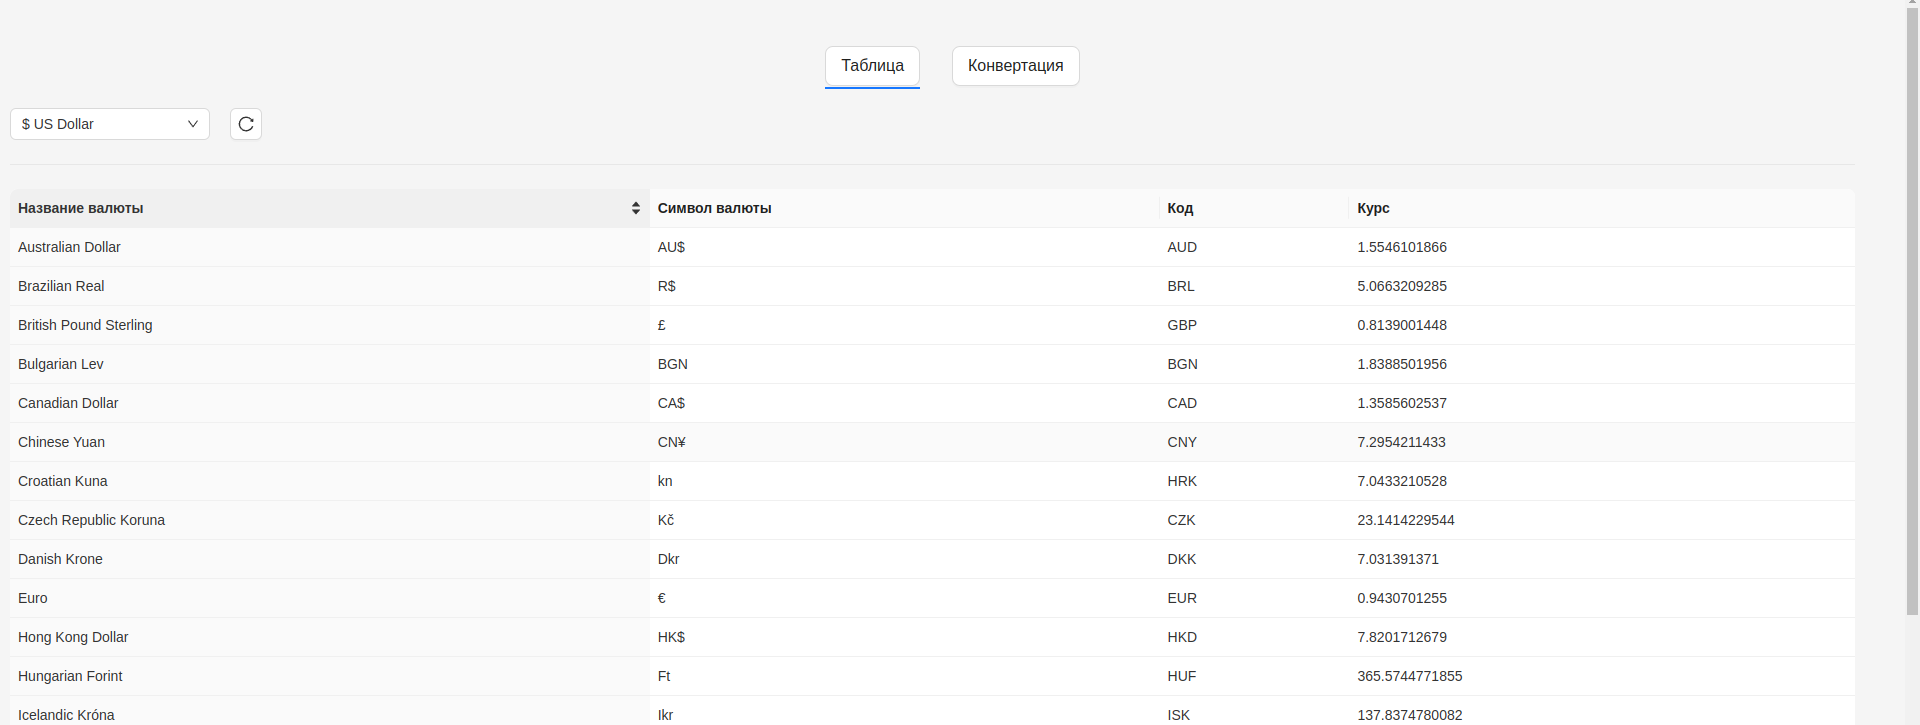 Таблица Конвертация
$ US Dollar
Название валюты Символ валюты Код Курс
Australian Dollar AU$ AUD 1.5546101866
Brazilian Real R$ BRL 5.0663209285
British Pound Sterling £ GBP 0.8139001448
Bulgarian Lev BGN BGN 1.8388501956
Canadian Dollar CA$ CAD 1.3585602537
Chinese Yuan CN¥ CNY 7.2954211433
Croatian Kuna kn HRK 7.0433210528
Czech Republic Koruna Kč CZK 23.1414229544
Danish Krone Dkr DKK 7.031391371
Euro € EUR 0.9430701255
Hong Kong Dollar HK$ HKD 7.8201712679
Hungarian Forint Ft HUF 365.5744771855
Icelandic Króna Ikr ISK 137.8374780082